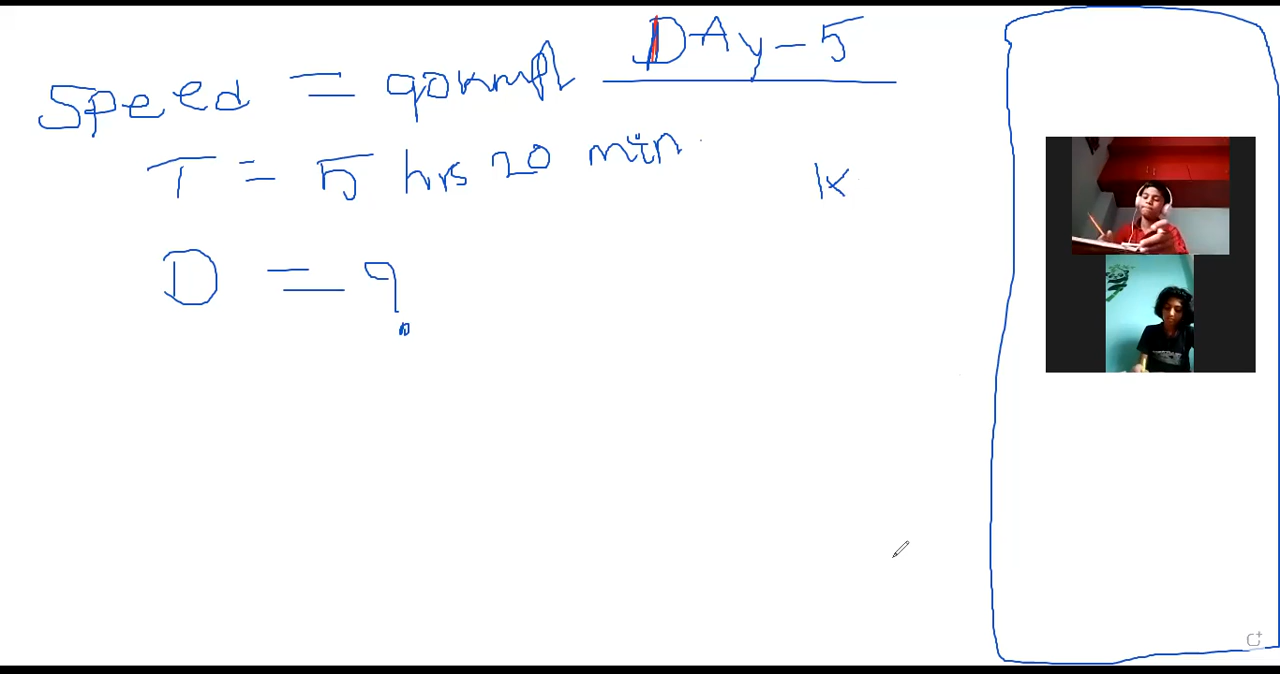 DAy - 5
Speed = 90kmph
T = 5 hrs 20 min
K
D = ?